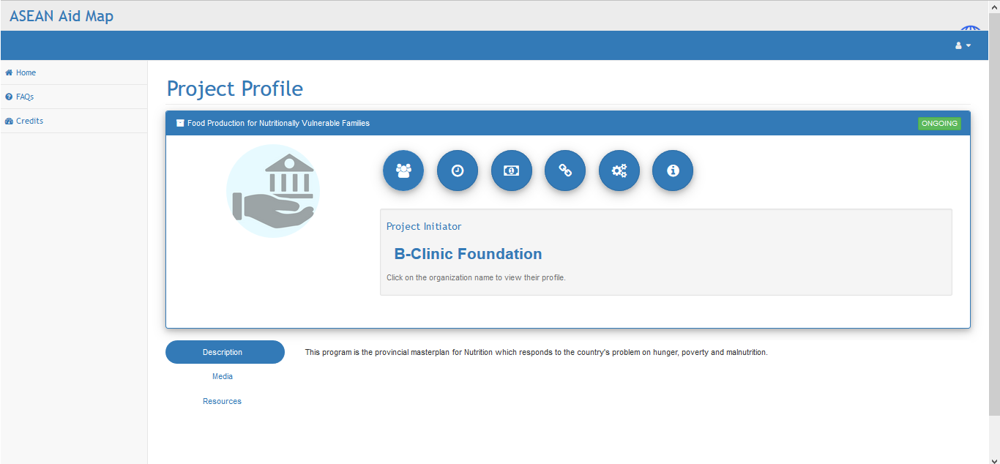 ASEAN Aid Map
Home
FAQs
Credits
Project Profile
Food Production for Nutritionally Vulnerable Families
ONGOING
Project Initiator
B-Clinic Foundation
Click on the organization name to view their profile.
Description
This program is the provincial masterplan for Nutrition which responds to the country's problem on hunger, poverty and malnutrition.
Media
Resources